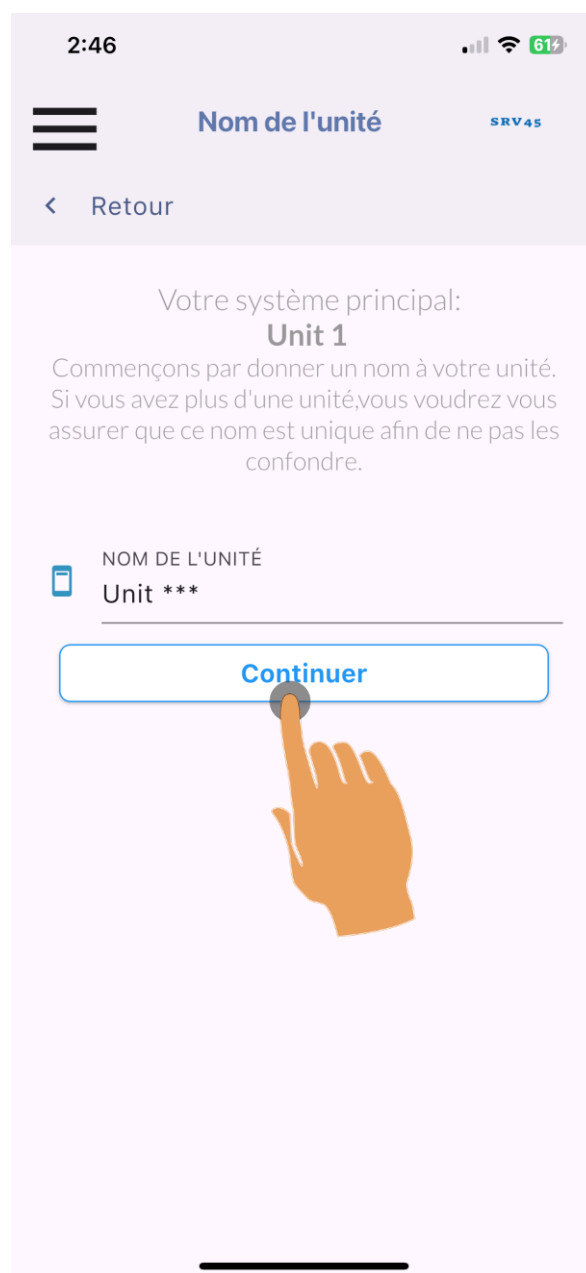 2:46
61
Nom de l'unité
SRV45
Retour
Votre système principal:
Unit 1
Commençons par donner un nom à votre unité.
Si vous avez plus d'une unité,vous voudrez vous
assurer que ce nom est unique afin de ne pas les
confondre.
NOM DE L'UNITÉ
Unit ***
Continuer